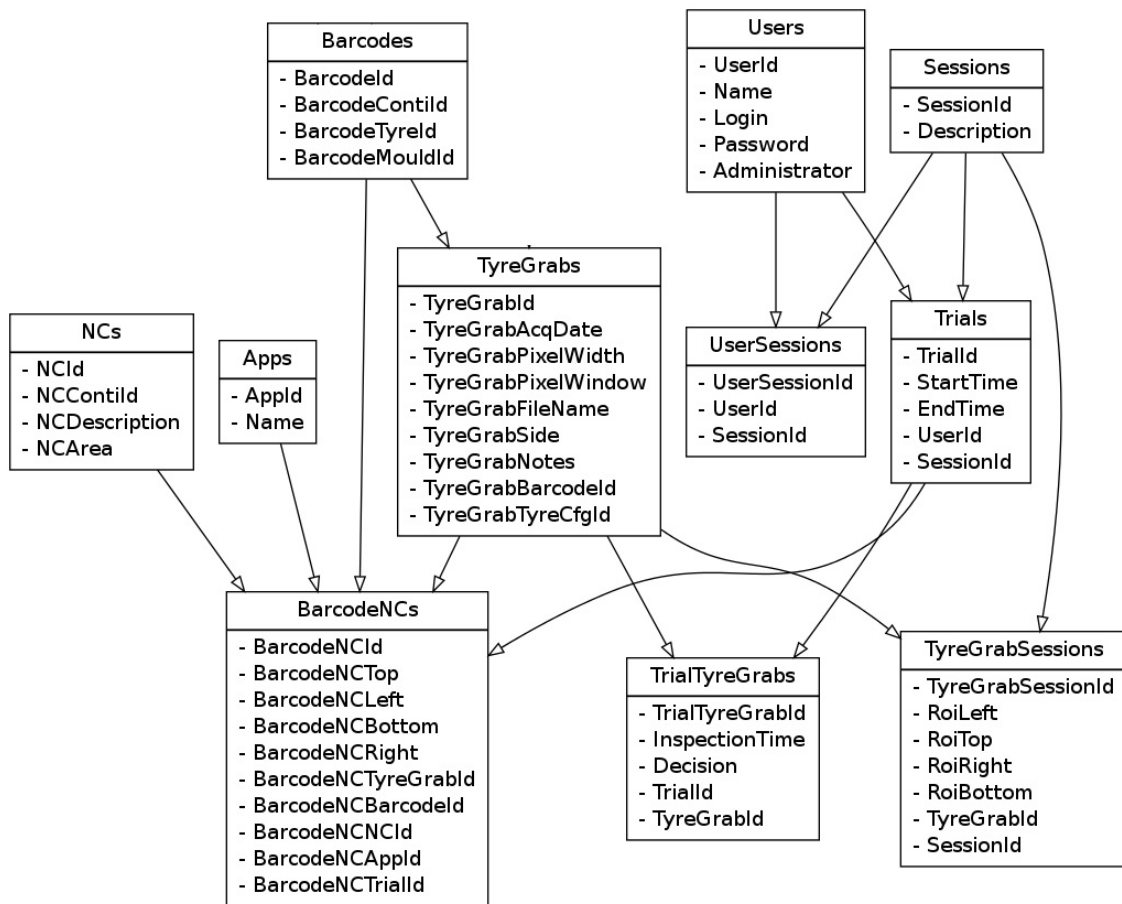 Barcodes
- BarcodeId
- BarcodeContiId
- BarcodeTyreId
- BarcodeMouldId
Users
- UserId
- Name
- Login
- Password
- Administrator
Sessions
- SessionId
- Description
TyreGrabs
- TyreGrabId
- TyreGrabAcqDate
- TyreGrabPixelWidth
- TyreGrabPixelWindow
- TyreGrabFileName
- TyreGrabSide
- TyreGrabNotes
- TyreGrabBarcodeId
- TyreGrabTyreCfgId
NCs
- NCId
- NCContiId
- NCDescription
- NCArea
Apps
- AppId
- Name
UserSessions
- UserSessionId
- UserId
- SessionId
Trials
- TrialId
- StartTime
- EndTime
- UserId
- SessionId
BarcodeNCs
- BarcodeNCId
- BarcodeNCTop
- BarcodeNCLeft
- BarcodeNCBottom
- BarcodeNCRight
- BarcodeNCTyreGrabId
- BarcodeNCBarcodeId
- BarcodeNCNCId
- BarcodeNCAppId
- BarcodeNCTrialId
TrialTyreGrabs
- TrialTyreGrabId
- InspectionTime
- Decision
- TrialId
- TyreGrabId
TyreGrabSessions
- TyreGrabSessionId
- RoiLeft
- RoiTop
- RoiRight
- RoiBottom
- TyreGrabId
- SessionId